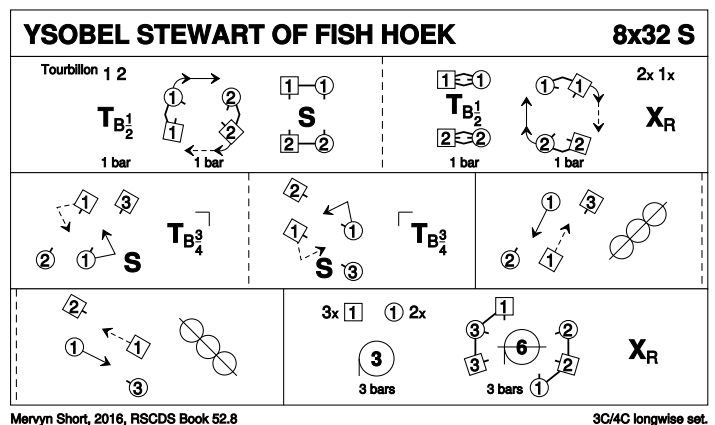 YSOBEL STEWART OF FISH HOEK 8x32 S
Tourbillon 1 2
1 2 1 1 1 1 2x 1x
T B 1/2 S T B 1/2 X R
1 2 2 2 2 2 2 2
1 bar 1 bar 1 bar 1 bar
1 3 2 1 3
T B 3/4 1 1 T B 3/4
2 1 S S 3 2 1
2 3x 1 1 2x 1
1 1 3 2
3 6 X R
3 2
3 3 bars 3 bars 1
Mervyn Short, 2016, RSCDS Book 52.8 3C/4C longwise set.